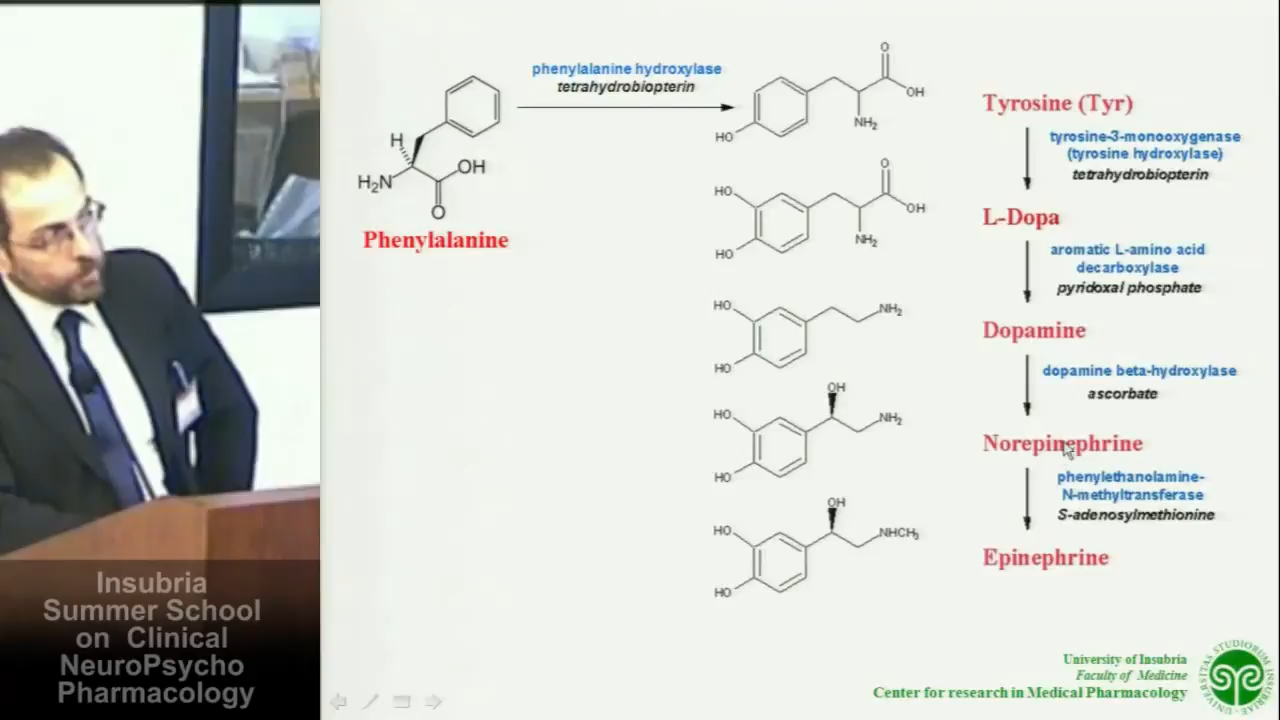 phenylalanine hydroxylase
tetrahydrobiopterin
H
H₂N
OH
O
Phenylalanine
O
OH
NH₂
HO
Tyrosine (Tyr)
tyrosine-3-monooxygenase
(tyrosine hydroxylase)
tetrahydrobiopterin
HO
HO
O
OH
NH₂
L-Dopa
aromatic L-amino acid
decarboxylase
pyridoxal phosphate
HO
HO
NH₂
Dopamine
dopamine beta-hydroxylase
ascorbate
HO
HO
OH
NH₂
Norepinephrine
phenylethanolamine-
N-methyltransferase
S-adenosylmethionine
HO
HO
OH
NHCH₃
Epinephrine
Insubria
Summer School
on Clinical
NeuroPsycho
Pharmacology
University of Insubria
Faculty of Medicine
Center for research in Medical Pharmacology